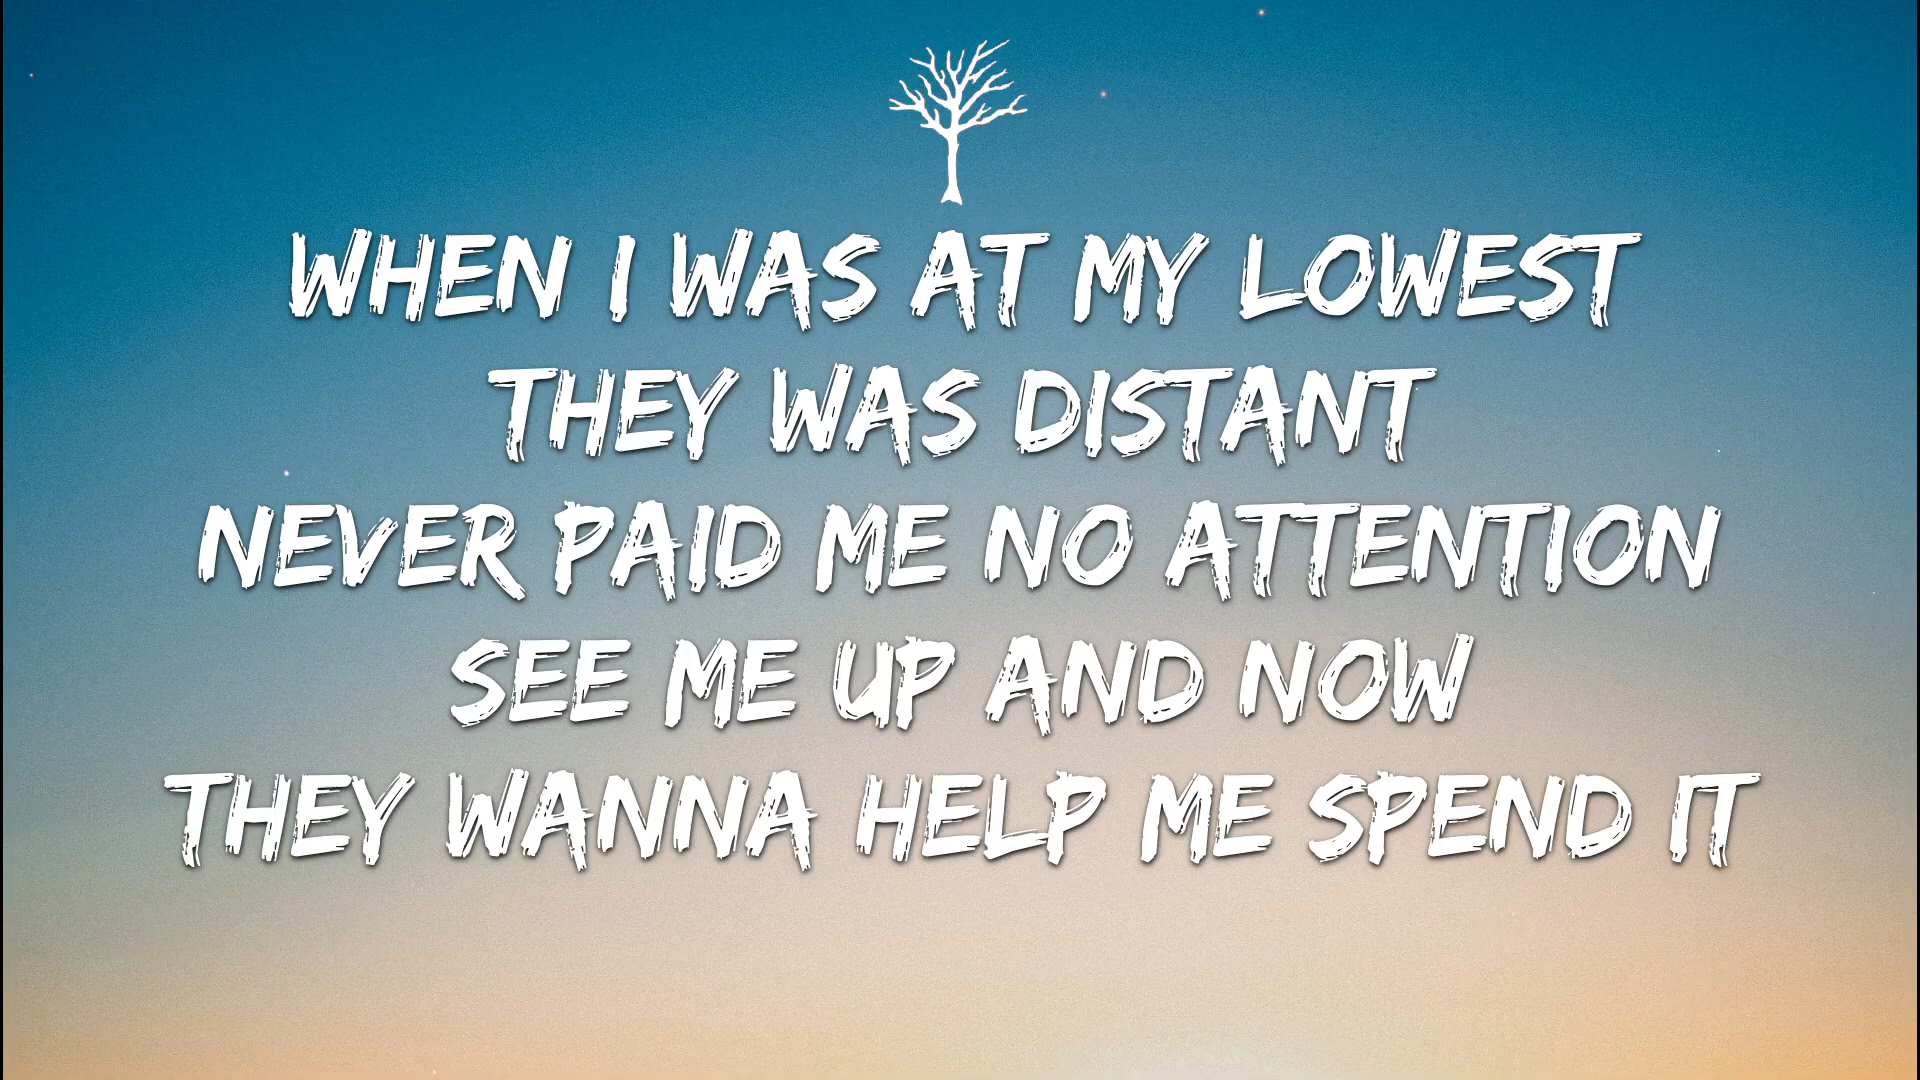 WHEN I WAS AT MY LOWEST
THEY WAS DISTANT
NEVER PAID ME NO ATTENTION
SEE ME UP AND NOW
THEY WANNA HELP ME SPEND IT